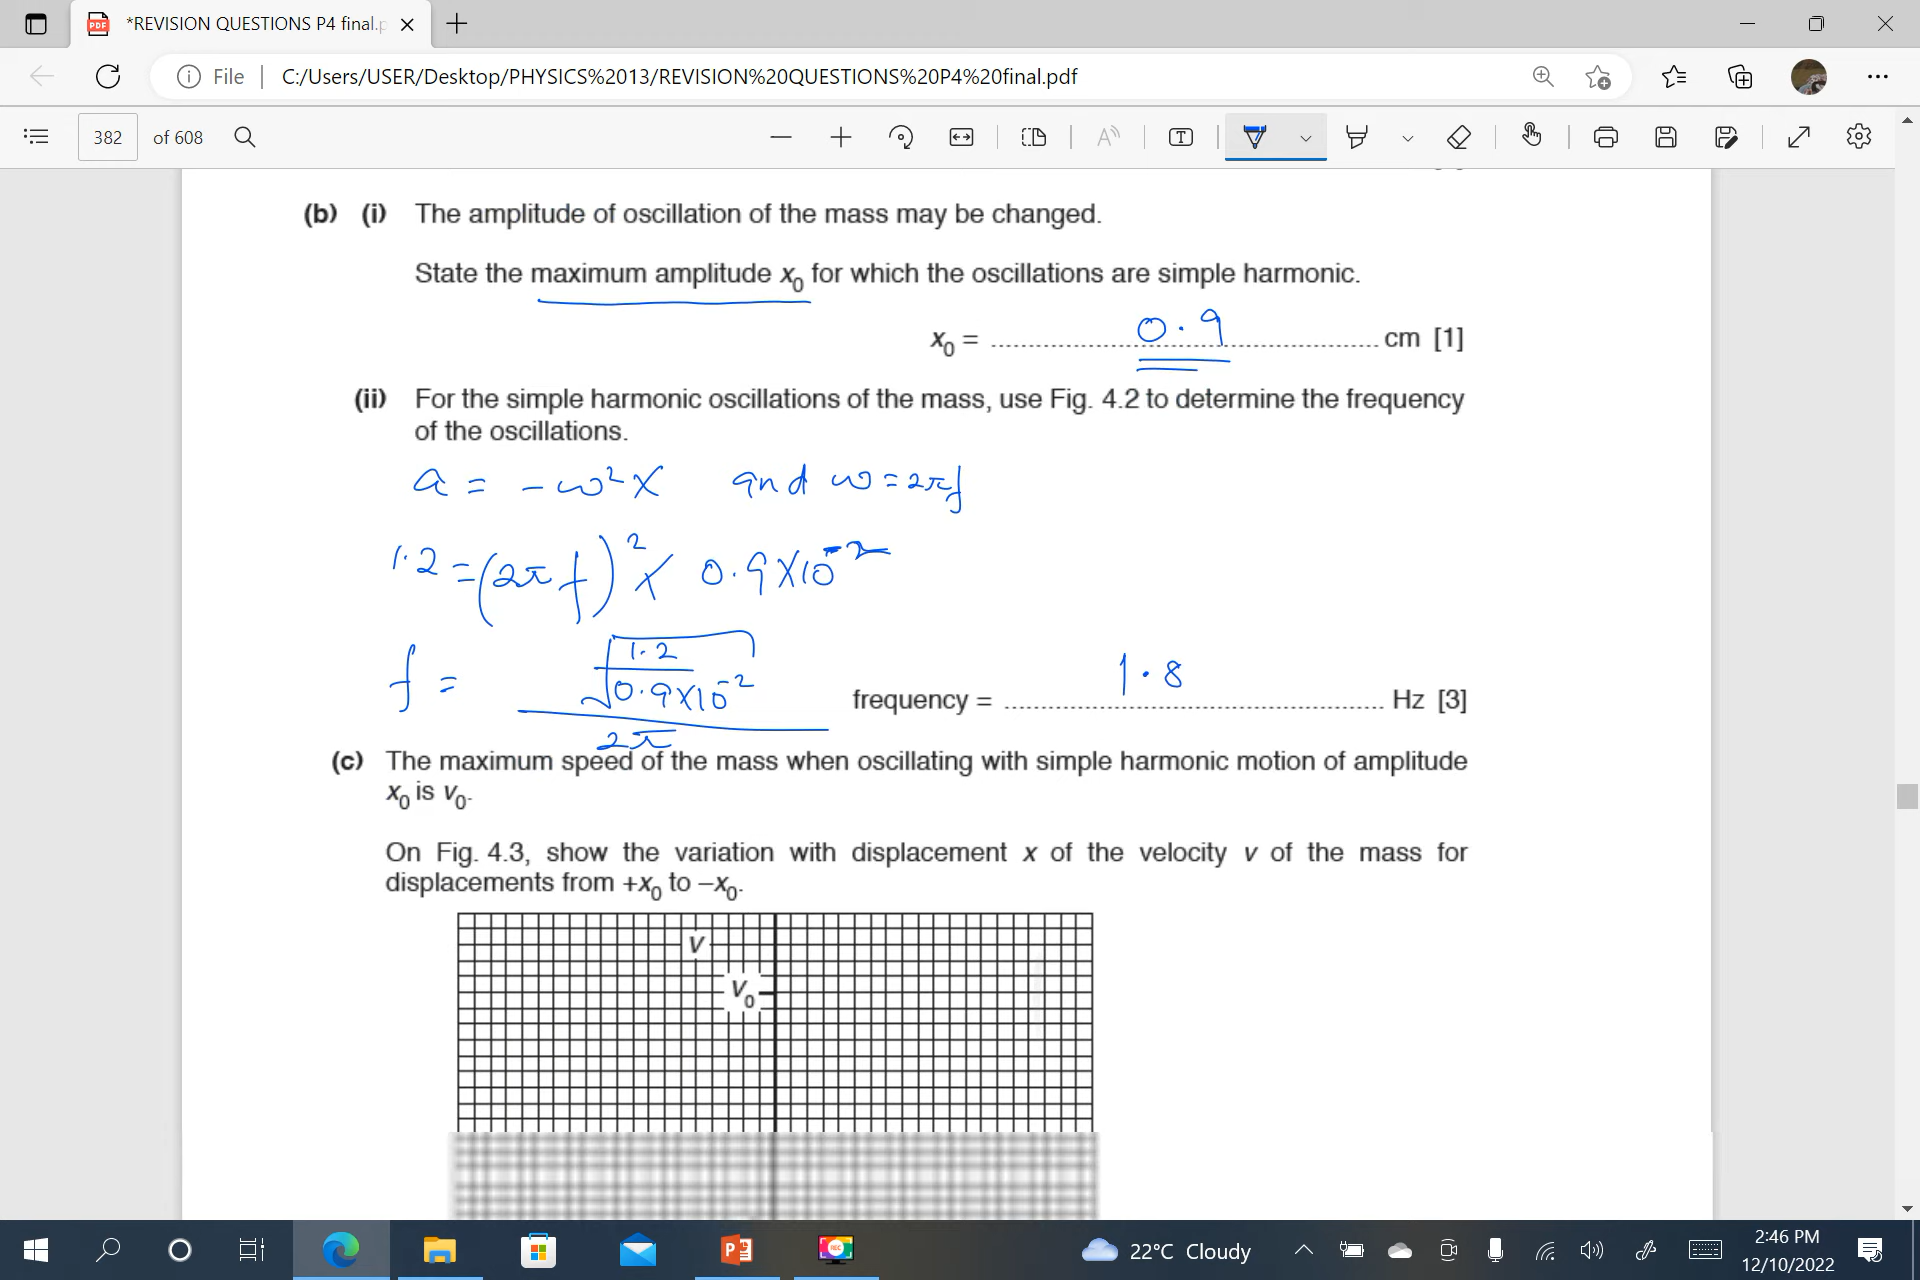 *REVISION QUESTIONS P4 final.p
File
C:/Users/USER/Desktop/PHYSICS%2013/REVISION%20QUESTIONS%20P4%20final.pdf
382 of 608
(b) (i) The amplitude of oscillation of the mass may be changed.
State the maximum amplitude x₀ for which the oscillations are simple harmonic.
x₀ = ........ 0.9 ........ cm [1]
(ii) For the simple harmonic oscillations of the mass, use Fig. 4.2 to determine the frequency
of the oscillations.
a = -ω²x and ω = 2πf
1.2 = (2πf)² × 0.9×10⁻²
f = √(1.2 / 0.9×10⁻²) / 2π
frequency = ........ 1.8 ........ Hz [3]
(c) The maximum speed of the mass when oscillating with simple harmonic motion of amplitude
x₀ is v₀.
On Fig. 4.3, show the variation with displacement x of the velocity v of the mass for
displacements from +x₀ to –x₀.
v
v₀
22°C Cloudy
2:46 PM
12/10/2022